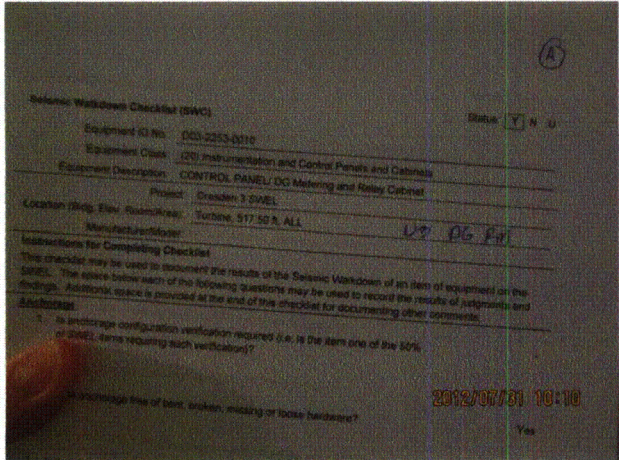 A
Seismic Walkdown Checklist (SWC)
Status: Y N U
Equipment ID No. D03-2253-0010
Equipment Class (20) Instrumentation and Control Panels and Cabinets
Equipment Description CONTROL PANEL/ DG Metering and Relay Cabinet
Project: Dresden 3 SWEL
Location (Bldg, Elev, Room/Area): Turbine, 517.50 ft, ALL
Manufacturer/Model:
DG
Instructions for Completing Checklist
This checklist may be used to document the results of the Seismic Walkdown of an item of equipment on the
SWEL. The space below each of the following questions may be used to record the results of judgments and
findings. Additional space is provided at the end of this checklist for documenting other comments.
Anchorage
1. Is anchorage configuration verification required (i.e. is the item one of the 50%
of SWEL items requiring such verification)?
2012/07/31 10:10
Is anchorage free of bent, broken, missing or loose hardware?
Yes